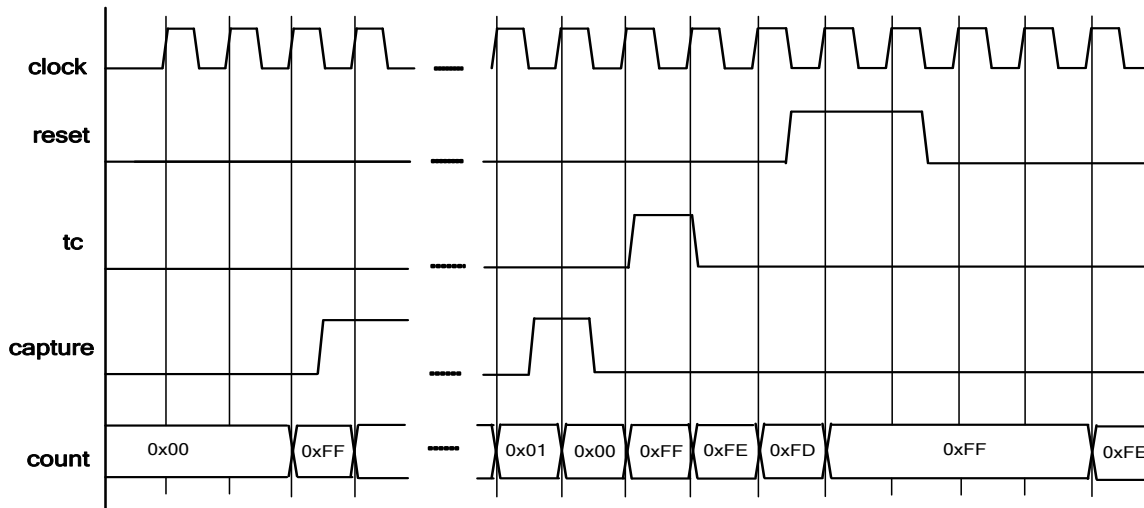 clock
reset
tc
capture
count 0x00 0xFF 0x01 0x00 0xFF 0xFE 0xFD 0xFF 0xFE